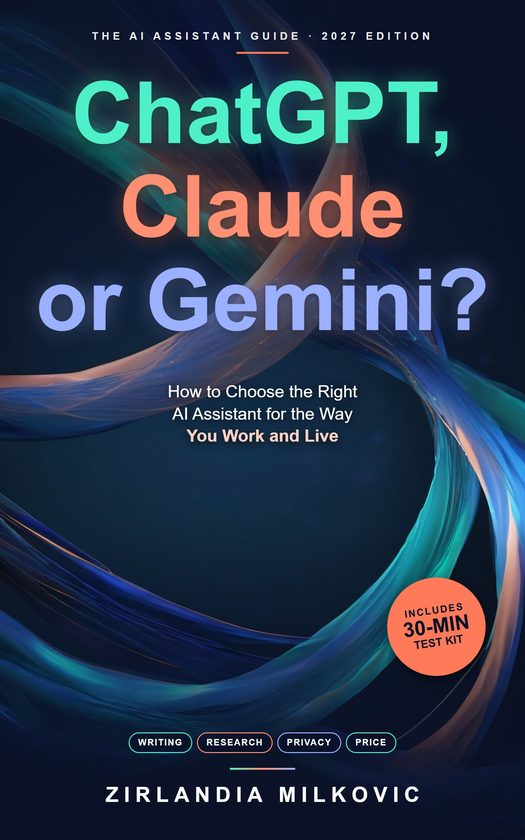 THE AI ASSISTANT GUIDE · 2027 EDITION
ChatGPT,
Claude
or Gemini?
How to Choose the Right
AI Assistant for the Way
You Work and Live
INCLUDES
30-MIN
TEST KIT
WRITING RESEARCH PRIVACY PRICE
ZIRLANDIA MILKOVIC